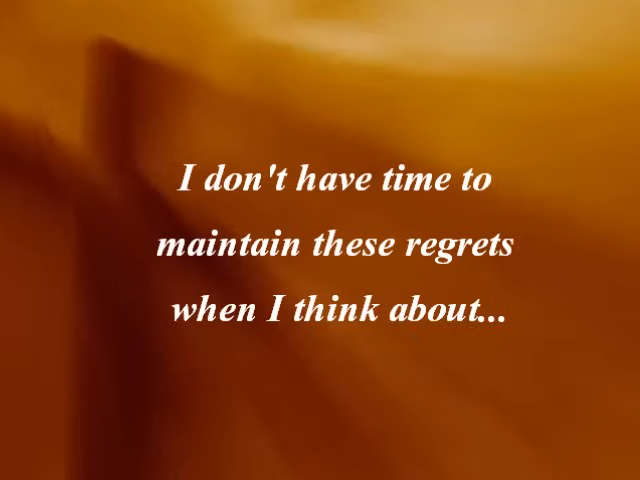 I don't have time to
maintain these regrets
when I think about...